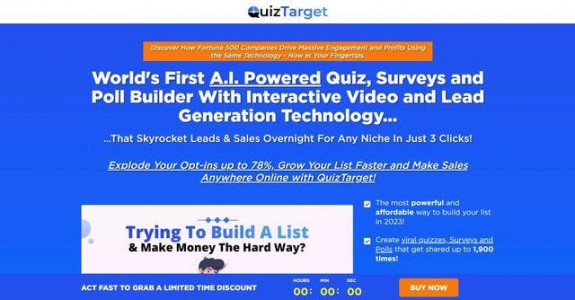 QuizTarget
Discover How Fortune 500 Companies Drive Massive Engagement and Profits Using
the Same Technology - Now at Your Fingertips.
World's First A.I. Powered Quiz, Surveys and
Poll Builder With Interactive Video and Lead
Generation Technology...
...That Skyrocket Leads & Sales Overnight For Any Niche In Just 3 Clicks!
Explode Your Opt-ins up to 78%, Grow Your List Faster and Make Sales
Anywhere Online with QuizTarget!
Trying To Build A List
& Make Money The Hard Way?
The most powerful and
affordable way to build your list
in 2023!
Create viral quizzes, Surveys and
Polls that get shared up to 1,900
times!
ACT FAST TO GRAB A LIMITED TIME DISCOUNT
HOURS MIN SEC
00: 00: 00
BUY NOW